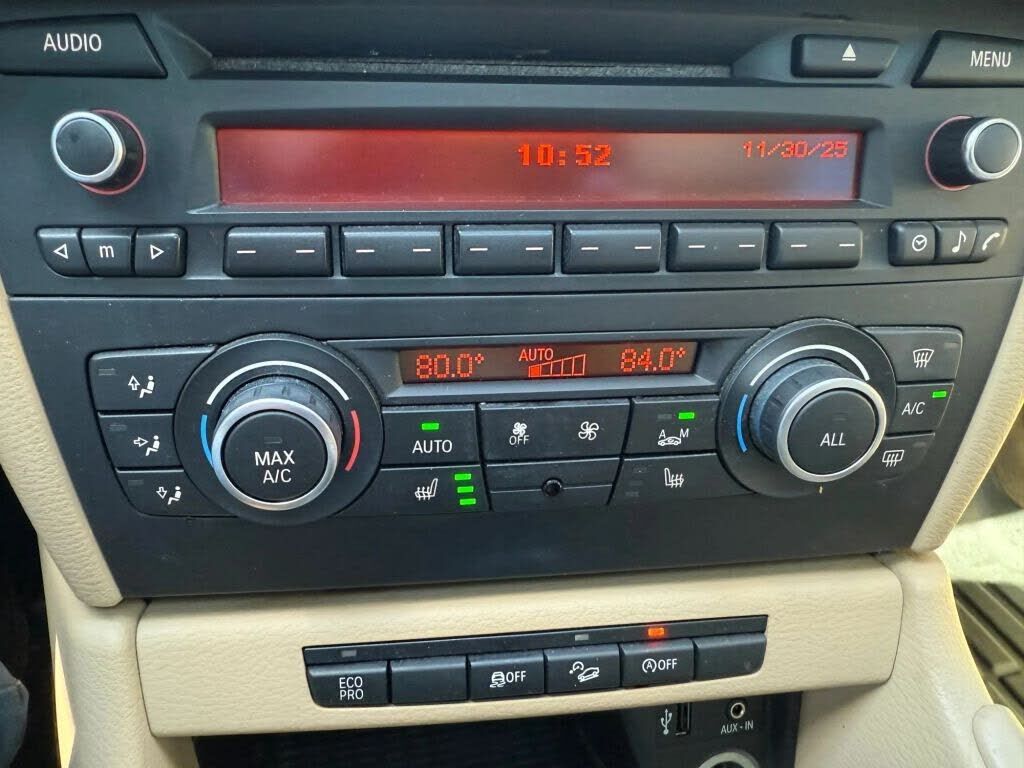 AUDIO
MENU
10:52
11/30/25
m
80.0°
AUTO
84.0°
MAX
A/C
AUTO
OFF
A
M
ALL
A/C
ECO
PRO
OFF
A OFF
AUX-IN